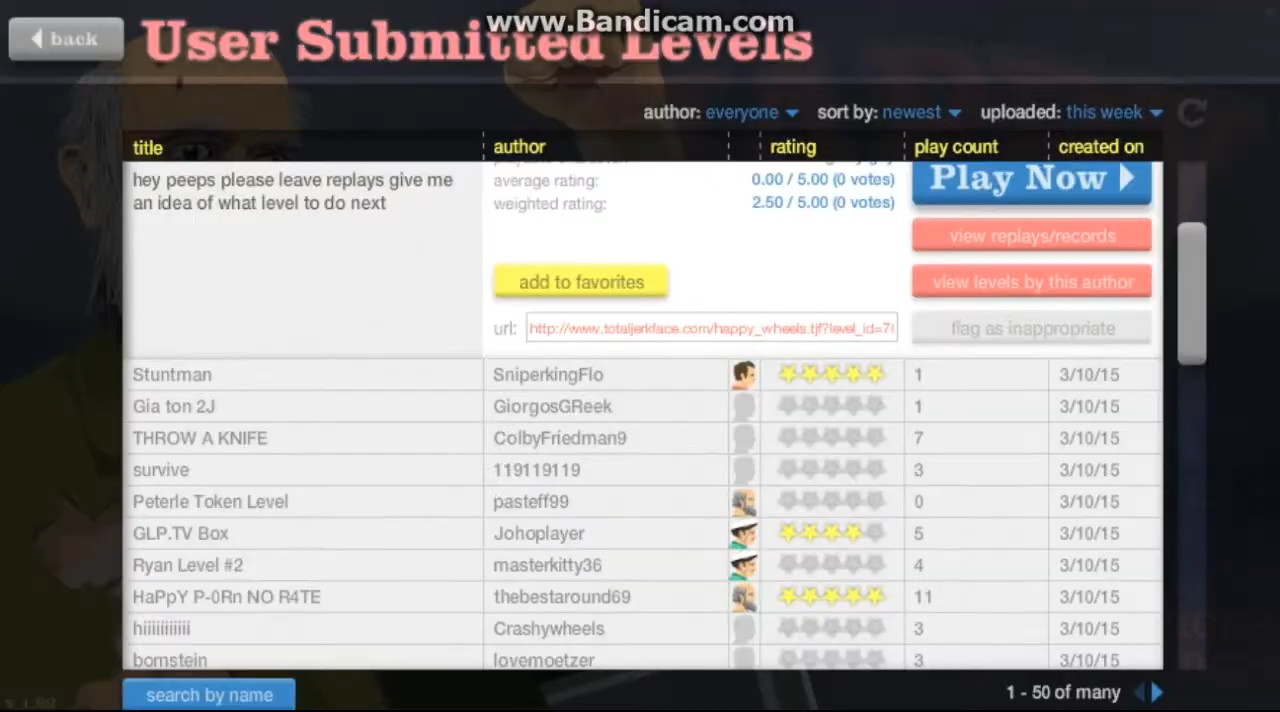 www.Bandicam.com
back
User Submitted Levels
author: everyone sort by: newest uploaded: this week
title author rating play count created on
hey peeps please leave replays give me
an idea of what level to do next
average rating: 0.00 / 5.00 (0 votes)
weighted rating: 2.50 / 5.00 (0 votes)
Play Now
view replays/records
add to favorites
view levels by this author
url: http://www.totaljerkface.com/happy_wheels.tjf?level_id=7
flag as inappropriate
Stuntman SniperkingFlo 1 3/10/15
Gia ton 2J GiorgosGReek 1 3/10/15
THROW A KNIFE ColbyFriedman9 7 3/10/15
survive 119119119 3 3/10/15
Peterle Token Level pasteff99 0 3/10/15
GLP.TV Box Johoplayer 5 3/10/15
Ryan Level #2 masterkitty36 4 3/10/15
HaPpY P-0Rn NO R4TE thebestaround69 11 3/10/15
hiiiiiiiiiii Crashywheels 3 3/10/15
bornstein lovemoetzer 3 3/10/15
search by name
1 - 50 of many